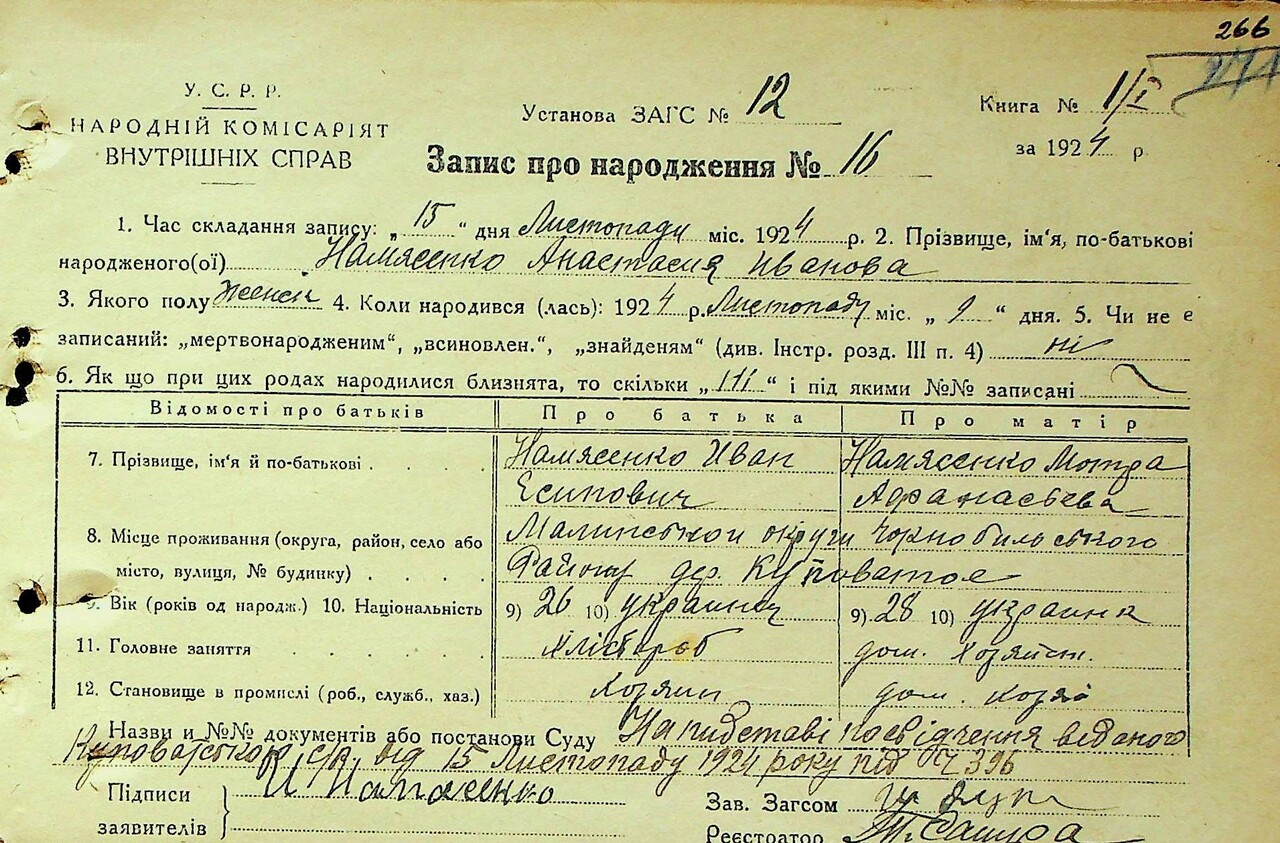 266
У. С. Р. Р.
НАРОДНІЙ КОМІСАРІЯТ
ВНУТРІШНІХ СПРАВ
Установа ЗАГС № 12
Книга № 1/I
за 1924 р
Запис про народження № 16
1. Час складання запису: „15“ дня Листопаду міс. 1924 р. 2. Прізвище, ім'я, по-батькові
народженого(ої) Намясенко Анастасия Иванова
3. Якого полу Женск 4. Коли народився (лась): 1924 р. Листопаду міс. „9“ дня. 5. Чи не є
записаний: „мертвонародженим“, „всиновлен.“, „знайденям“ (див. Інстр. розд. III п. 4) ні
6. Як що при цих родах народилися близнята, то скільки „ “ і під якими №№ записані
Відомості про батьків Про батька Про матір
7. Прізвище, ім'я й по-батькові Намясенко Иван Намясенко Мотра
Есипович Афанасьева
8. Місце проживання (округа, район, село або Малинськои округи Чорнобильського
місто, вулиця, № будинку) Району дер. Куповатое
9. Вік (років од народж.) 10. Національність 9) 26 10) украинец 9) 28 10) украинк
11. Головне заняття Хлібороб дом. Хозяйст.
12. Становище в промислі (роб., служб., хаз.) хозяин дом. хозяй
Назви и №№ документів або постанови Суду На підставі посвідчення виданого
Куповатською с/р. від 15 Листопаду 1924 року під № 396
Підписи
заявителів
И Намясенко
Зав. Загсом
Реєстратор